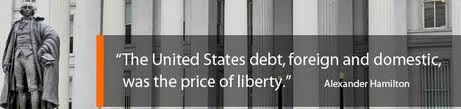 “The United States debt, foreign and domestic,
was the price of liberty.”
Alexander Hamilton